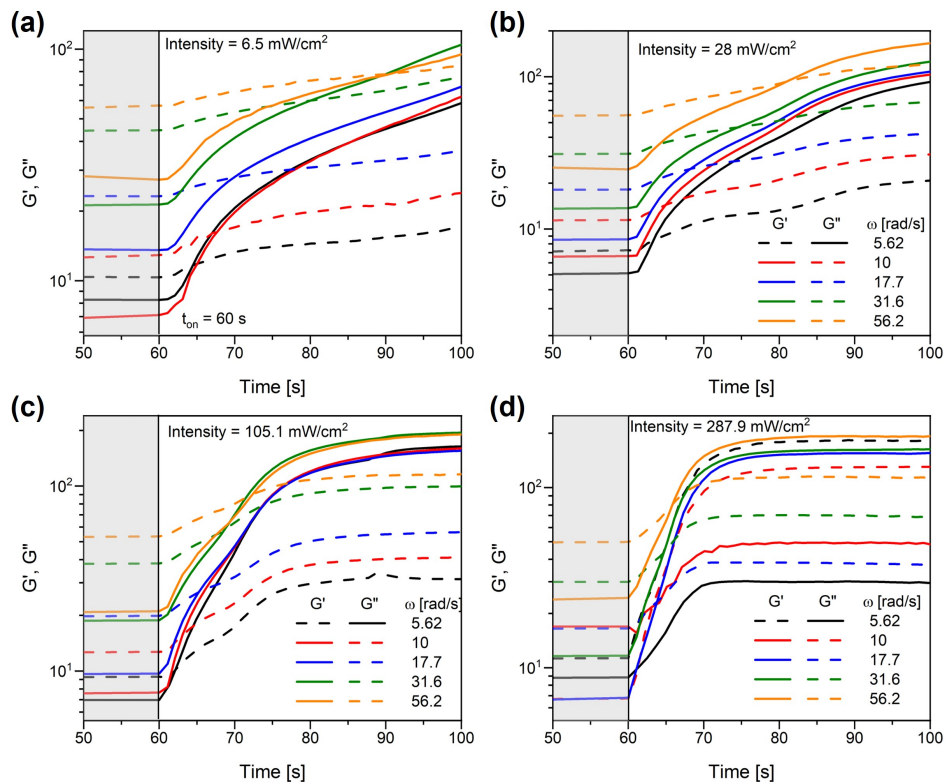 (a)
Intensity = 6.5 mW/cm²
G', G"
10²
10¹
t_on = 60 s
50 60 70 80 90 100
Time [s]
(b)
Intensity = 28 mW/cm²
G', G"
10²
10¹
G' G" ω [rad/s]
5.62
10
17.7
31.6
56.2
50 60 70 80 90 100
Time [s]
(c)
Intensity = 105.1 mW/cm²
G', G"
10²
10¹
G' G" ω [rad/s]
5.62
10
17.7
31.6
56.2
50 60 70 80 90 100
Time [s]
(d)
Intensity = 287.9 mW/cm²
G', G"
10²
10¹
G' G" ω [rad/s]
5.62
10
17.7
31.6
56.2
50 60 70 80 90 100
Time [s]